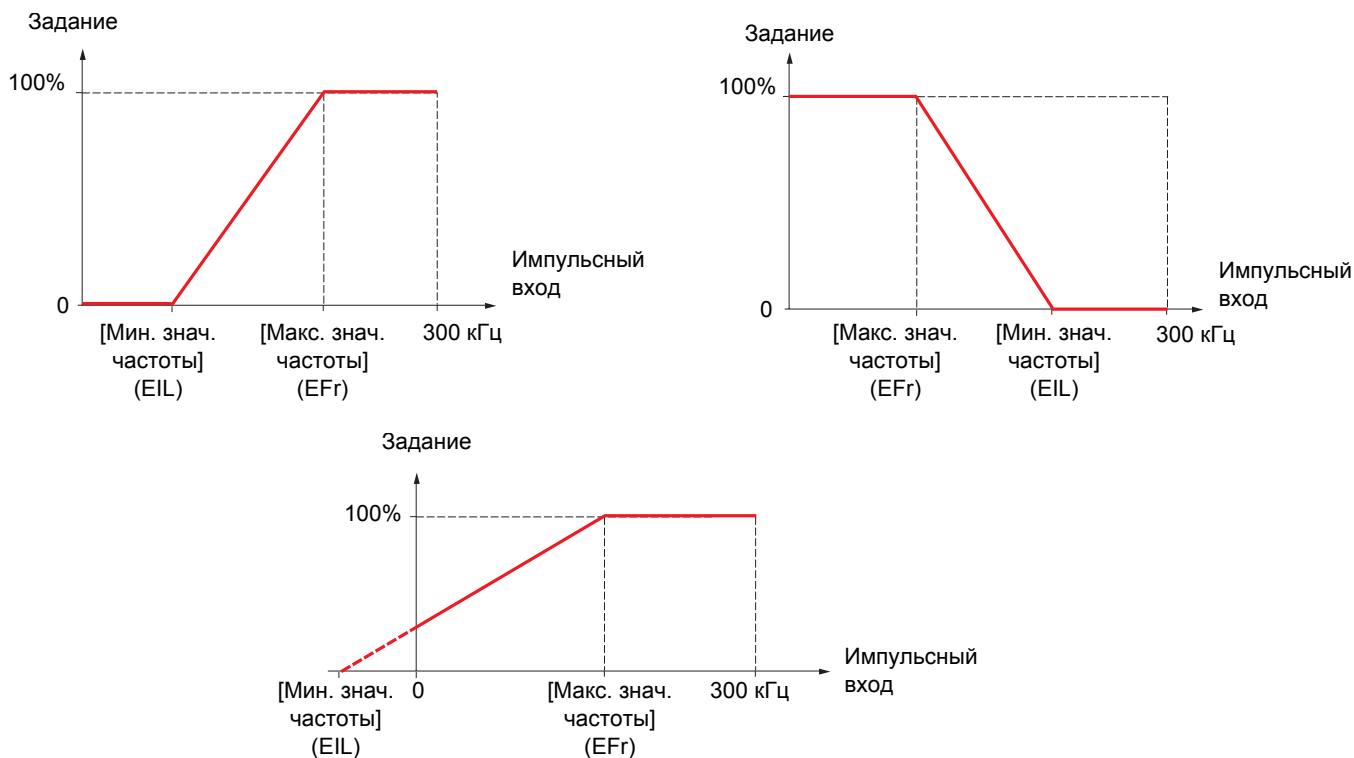 Задание
100%
0
Импульсный
вход
[Мин. знач.
частоты]
(EIL)
[Макс. знач.
частоты]
(EFr)
300 кГц
Задание
100%
0
Импульсный
вход
[Макс. знач.
частоты]
(EFr)
[Мин. знач.
частоты]
(EIL)
300 кГц
Задание
100%
Импульсный
вход
[Мин. знач.
частоты]
(EIL)
0
[Макс. знач.
частоты]
(EFr)
300 кГц